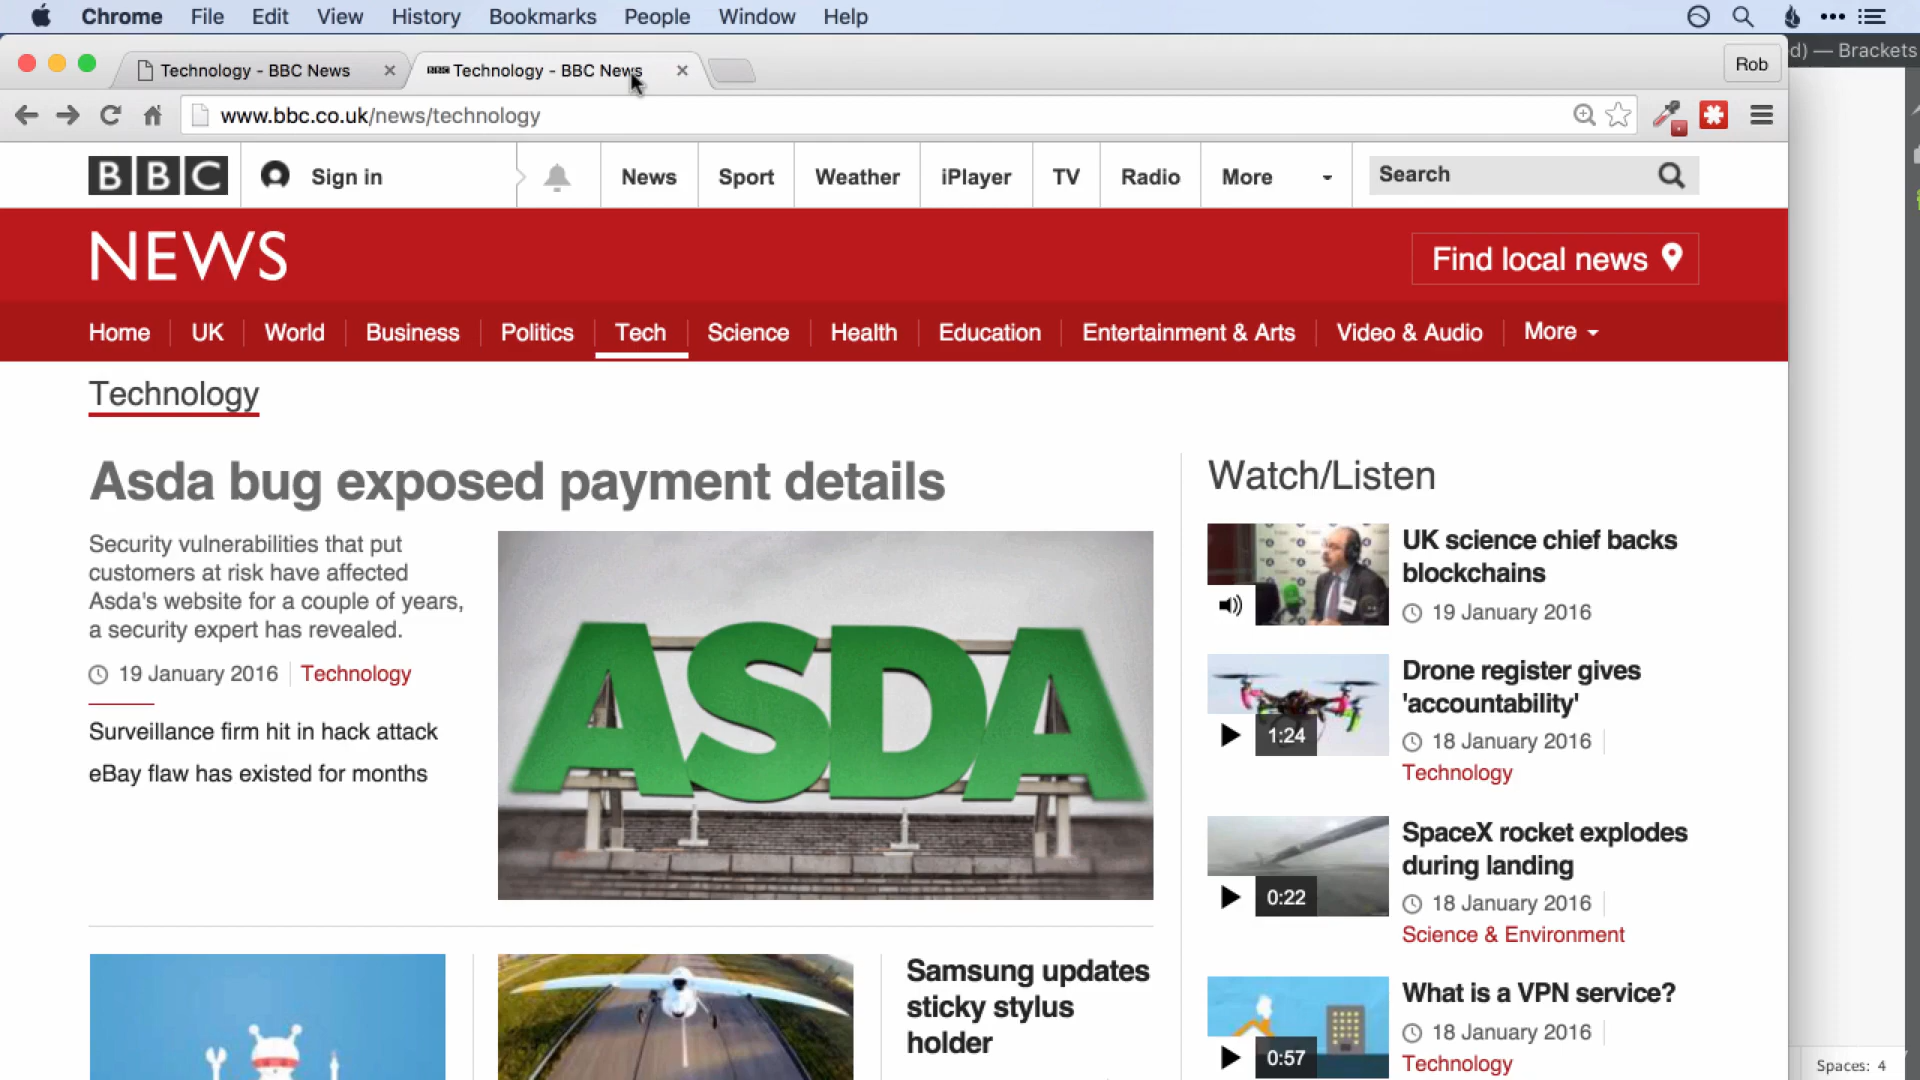 Chrome File Edit View History Bookmarks People Window Help
d) — Brackets
Technology - BBC News
Technology - BBC News
Rob
www.bbc.co.uk/news/technology
BBC Sign in News Sport Weather iPlayer TV Radio More Search
NEWS
Find local news
Home UK World Business Politics Tech Science Health Education Entertainment & Arts Video & Audio More
Technology
Asda bug exposed payment details
Security vulnerabilities that put
customers at risk have affected
Asda's website for a couple of years,
a security expert has revealed.
19 January 2016 Technology
Surveillance firm hit in hack attack
eBay flaw has existed for months
ASDA
Samsung updates
sticky stylus
holder
Watch/Listen
UK science chief backs
blockchains
19 January 2016
Drone register gives
'accountability'
1:24
18 January 2016
Technology
SpaceX rocket explodes
during landing
0:22
18 January 2016
Science & Environment
What is a VPN service?
18 January 2016
0:57
Technology
Spaces: 4